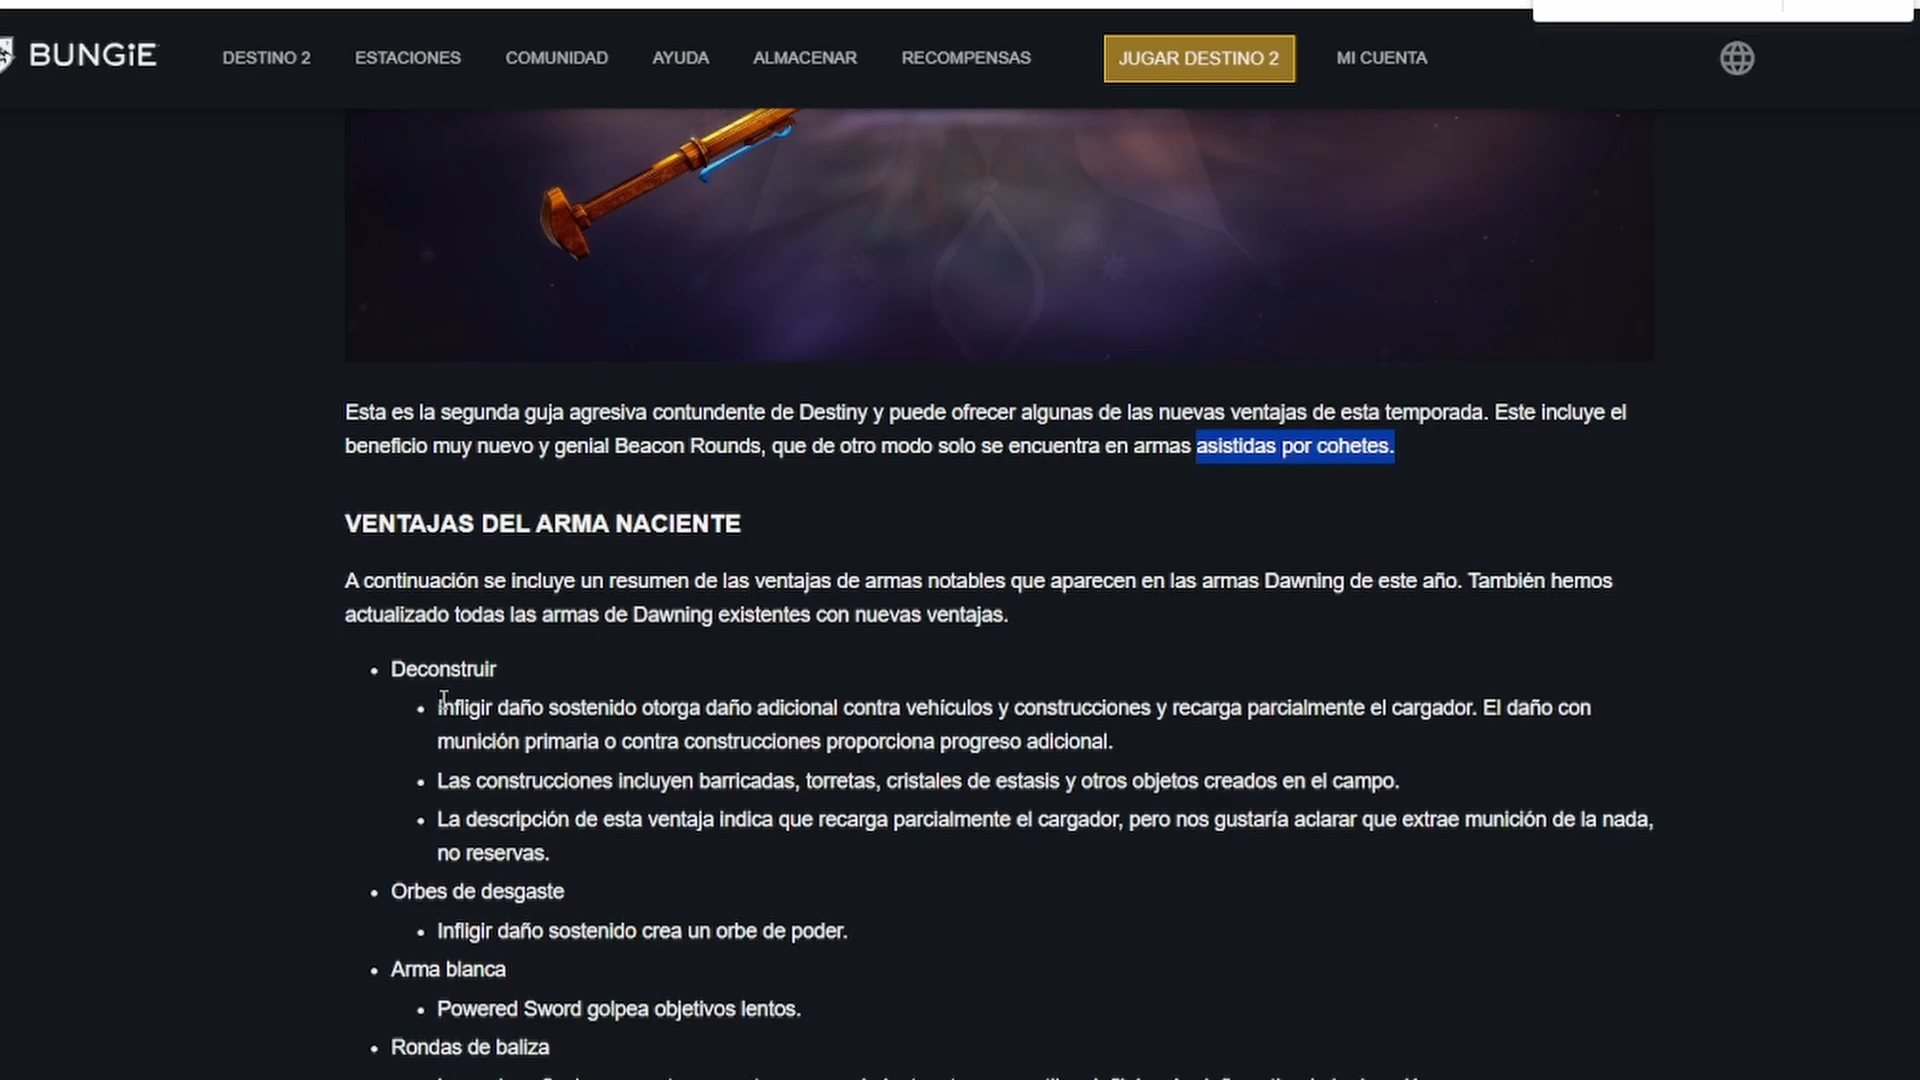 BUNGiE
DESTINO 2
ESTACIONES
COMUNIDAD
AYUDA
ALMACENAR
RECOMPENSAS
JUGAR DESTINO 2
MI CUENTA
Esta es la segunda guja agresiva contundente de Destiny y puede ofrecer algunas de las nuevas ventajas de esta temporada. Este incluye el
beneficio muy nuevo y genial Beacon Rounds, que de otro modo solo se encuentra en armas asistidas por cohetes.
VENTAJAS DEL ARMA NACIENTE
A continuación se incluye un resumen de las ventajas de armas notables que aparecen en las armas Dawning de este año. También hemos
actualizado todas las armas de Dawning existentes con nuevas ventajas.
• Deconstruir
• Infligir daño sostenido otorga daño adicional contra vehículos y construcciones y recarga parcialmente el cargador. El daño con
munición primaria o contra construcciones proporciona progreso adicional.
• Las construcciones incluyen barricadas, torretas, cristales de estasis y otros objetos creados en el campo.
• La descripción de esta ventaja indica que recarga parcialmente el cargador, pero nos gustaría aclarar que extrae munición de la nada,
no reservas.
• Orbes de desgaste
• Infligir daño sostenido crea un orbe de poder.
• Arma blanca
• Powered Sword golpea objetivos lentos.
• Rondas de baliza